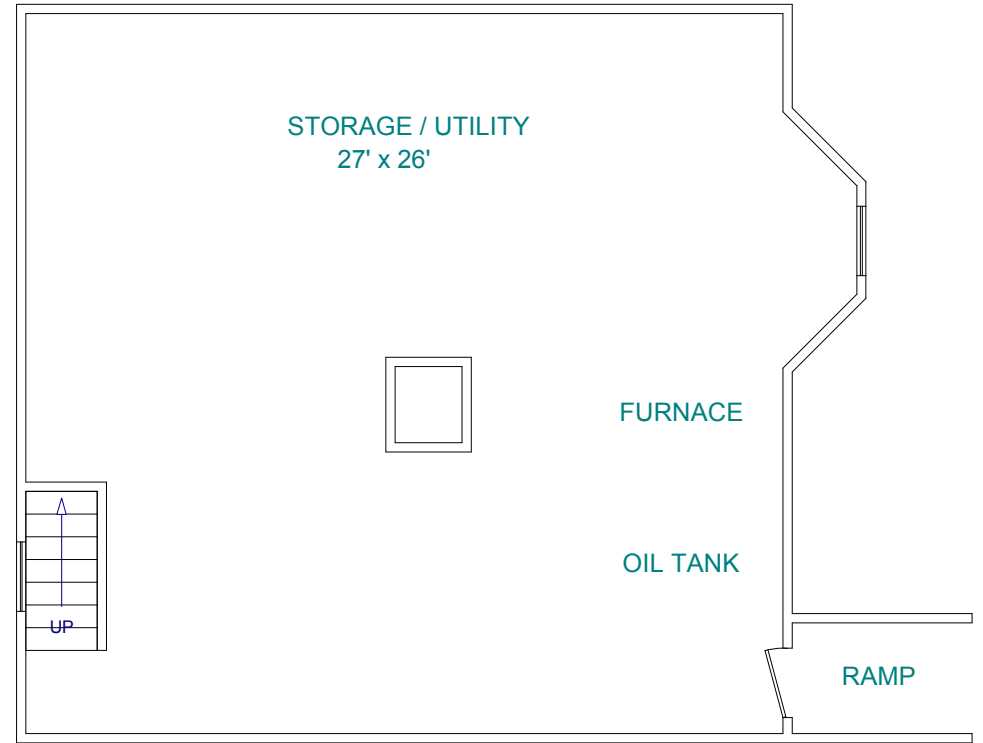 STORAGE / UTILITY
27' x 26'
FURNACE
OIL TANK
UP
RAMP